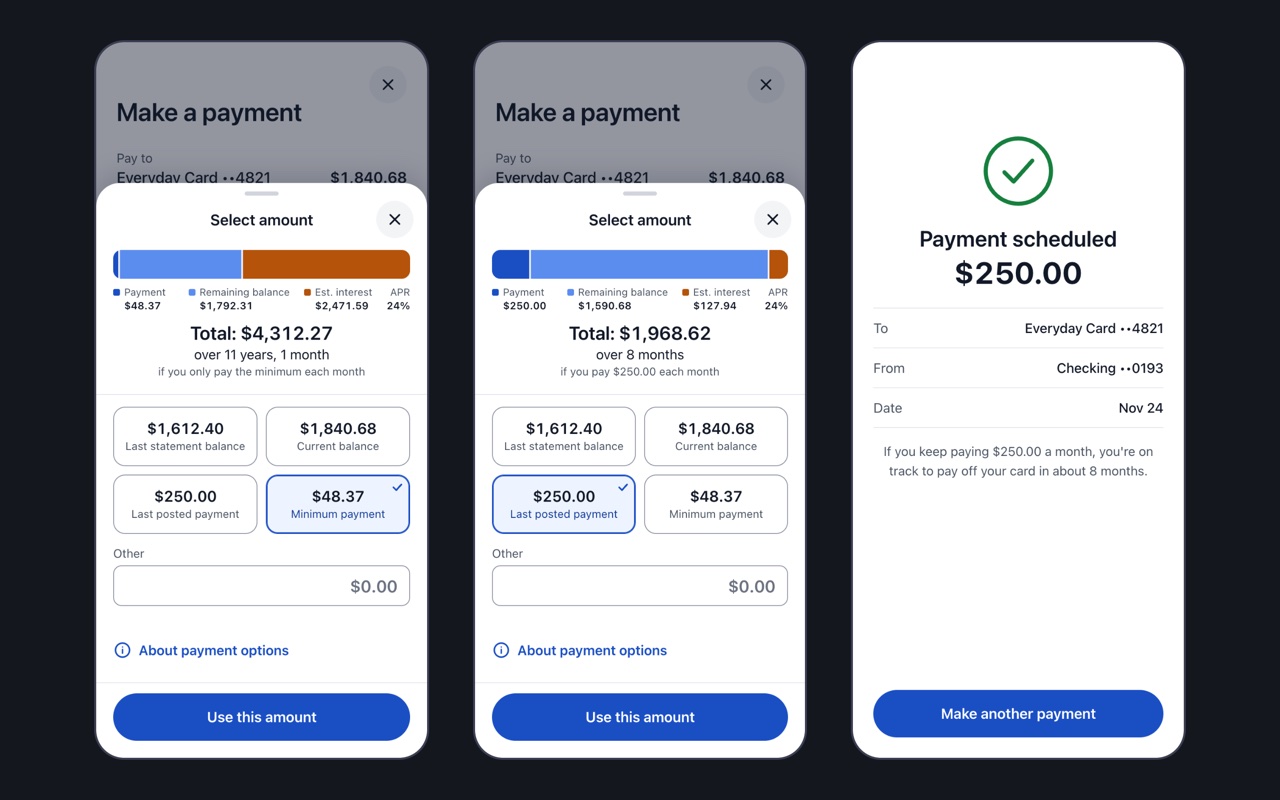 Make a payment
Pay to
Everyday Card ••4821 $1,840.68
Select amount
Payment Remaining balance Est. interest APR
$48.37 $1,792.31 $2,471.59 24%
Total: $4,312.27
over 11 years, 1 month
if you only pay the minimum each month
$1,612.40 $1,840.68
Last statement balance Current balance
$250.00 $48.37
Last posted payment Minimum payment
Other
$0.00
About payment options
Use this amount
Make a payment
Pay to
Everyday Card ••4821 $1,840.68
Select amount
Payment Remaining balance Est. interest APR
$250.00 $1,590.68 $127.94 24%
Total: $1,968.62
over 8 months
if you pay $250.00 each month
$1,612.40 $1,840.68
Last statement balance Current balance
$250.00 $48.37
Last posted payment Minimum payment
Other
$0.00
About payment options
Use this amount
Payment scheduled
$250.00
To Everyday Card ••4821
From Checking ••0193
Date Nov 24
If you keep paying $250.00 a month, you're on
track to pay off your card in about 8 months.
Make another payment